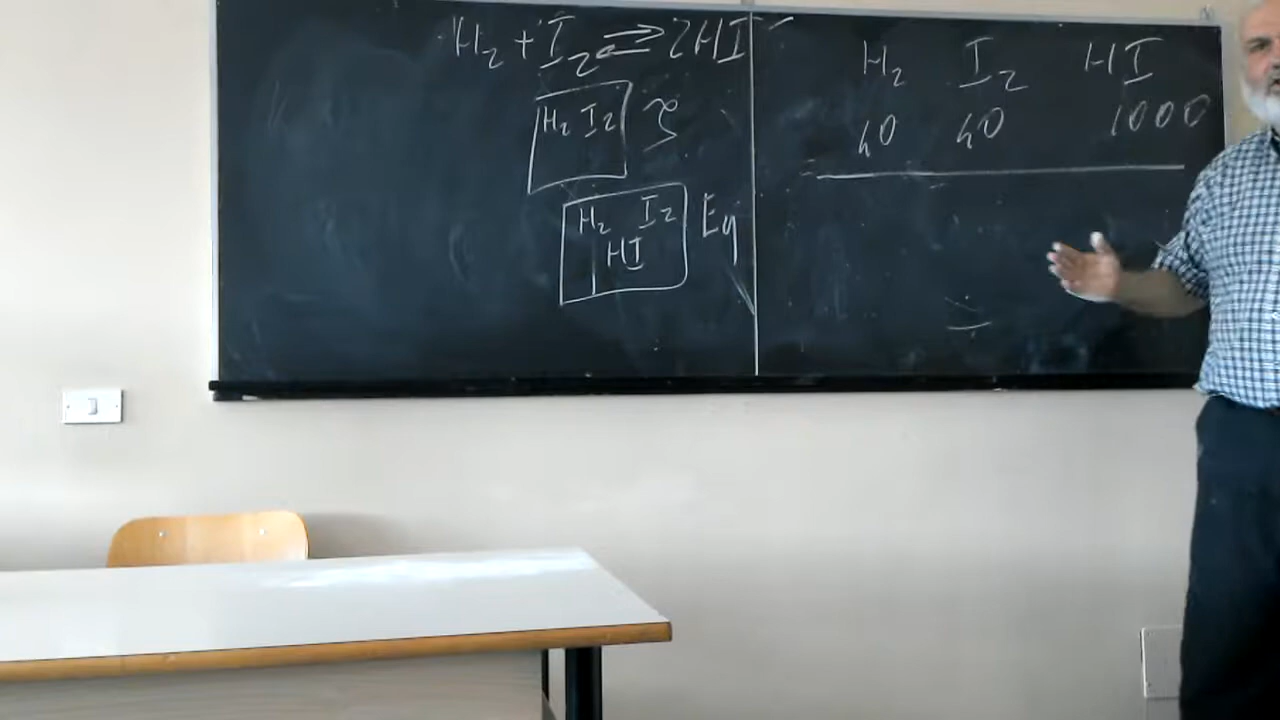 H₂ + I₂ ⇌ 2HI
H₂ I₂
H₂ I₂ Eq
HI
H₂ I₂ HI
40 40 1000